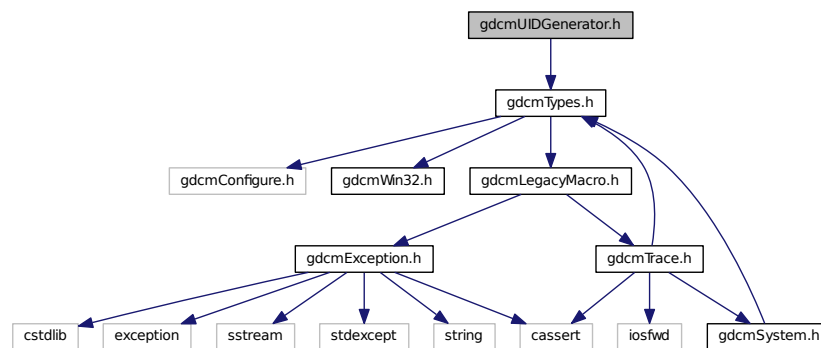 gdcmUIDGenerator.h
gdcmTypes.h
gdcmConfigure.h
gdcmWin32.h
gdcmLegacyMacro.h
gdcmException.h
gdcmTrace.h
cstdlib
exception
sstream
stdexcept
string
cassert
iosfwd
gdcmSystem.h